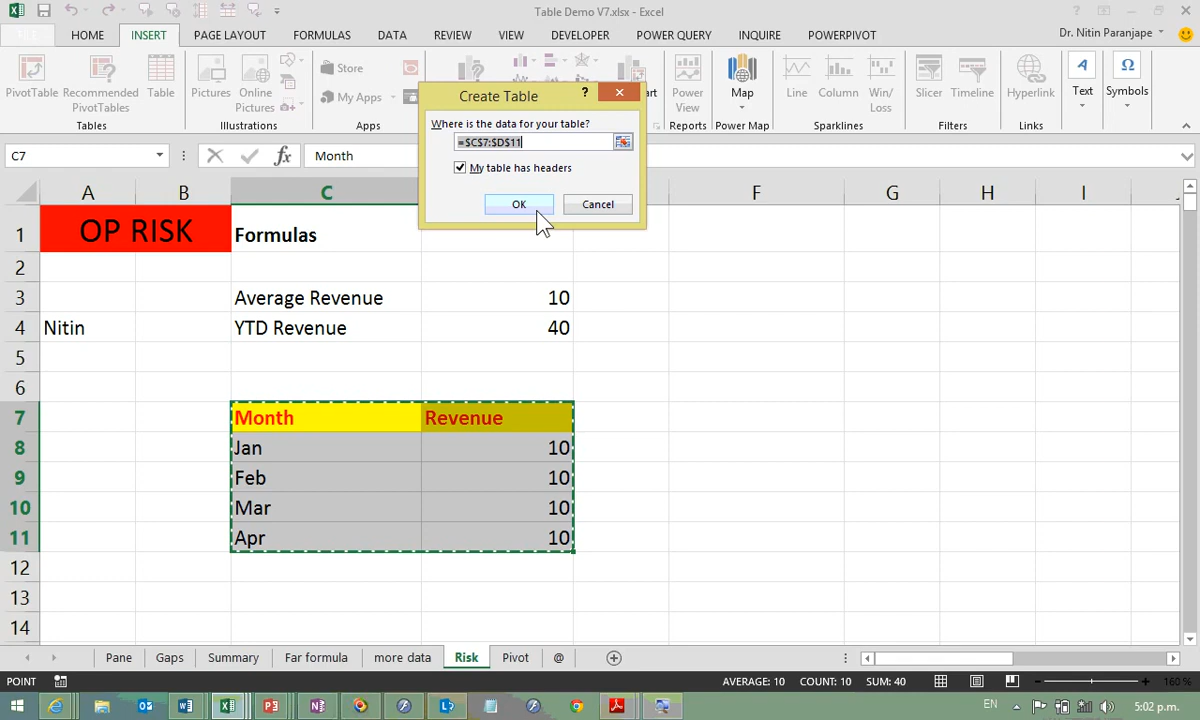 Table Demo V7.xlsx - Excel
INSERT
HOME
PAGE LAYOUT
FORMULAS
DATA
REVIEW
VIEW
DEVELOPER
POWER QUERY
INQUIRE
POWERPIVOT
Dr. Nitin Paranjape
PivotTable
Recommended PivotTables
Table
Tables
Pictures
Online Pictures
Illustrations
Store
My Apps
Apps
Power View
Reports
Map
Power Map
Line
Column
Win/
Loss
Sparklines
Slicer
Timeline
Filters
Hyperlink
Links
Text
Symbols
Create Table
?
Where is the data for your table?
=$C$7:$D$11
My table has headers
OK
Cancel
C7
fx
Month
A B C F G H I
1 OP RISK Formulas
2
3 Average Revenue 10
4 Nitin YTD Revenue 40
5
6
7 Month Revenue
8 Jan 10
9 Feb 10
10 Mar 10
11 Apr 10
12
13
14
Pane Gaps Summary Far formula more data Risk Pivot @
POINT
AVERAGE: 10 COUNT: 10 SUM: 40
160 %
EN
5:02 p.m.